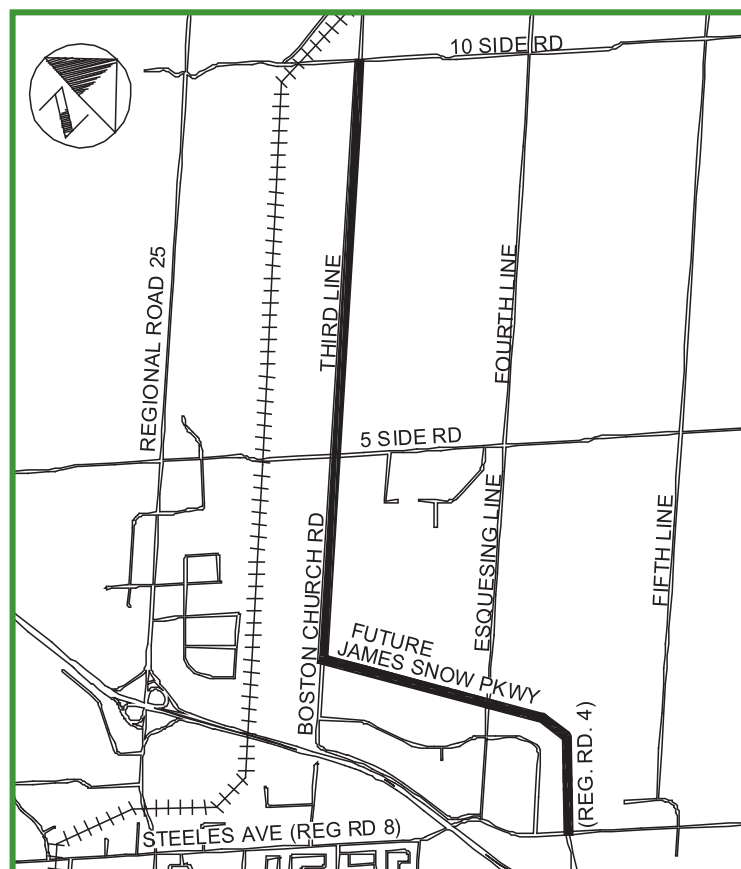 10 SIDE RD
REGIONAL ROAD 25
THIRD LINE
FOURTH LINE
5 SIDE RD
BOSTON CHURCH RD
ESQUESING LINE
FIFTH LINE
FUTURE
JAMES SNOW PKWY
(REG. RD. 4)
STEELES AVE (REG RD 8)